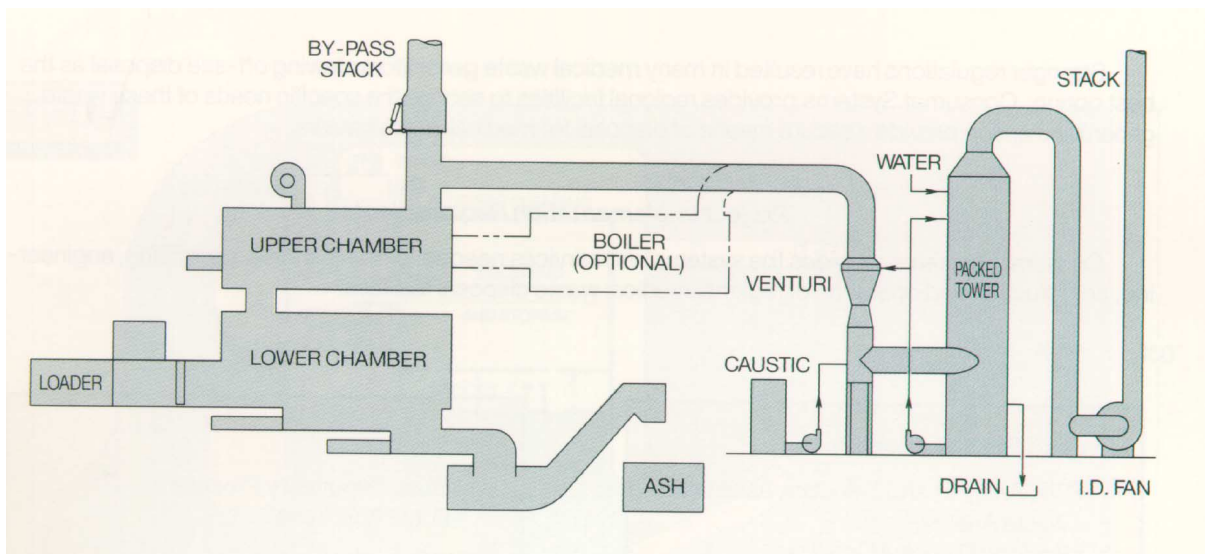 BY-PASS
STACK
STACK
WATER
UPPER CHAMBER
BOILER
(OPTIONAL)
VENTURI
PACKED
TOWER
LOWER CHAMBER
LOADER
CAUSTIC
ASH
DRAIN
I.D. FAN